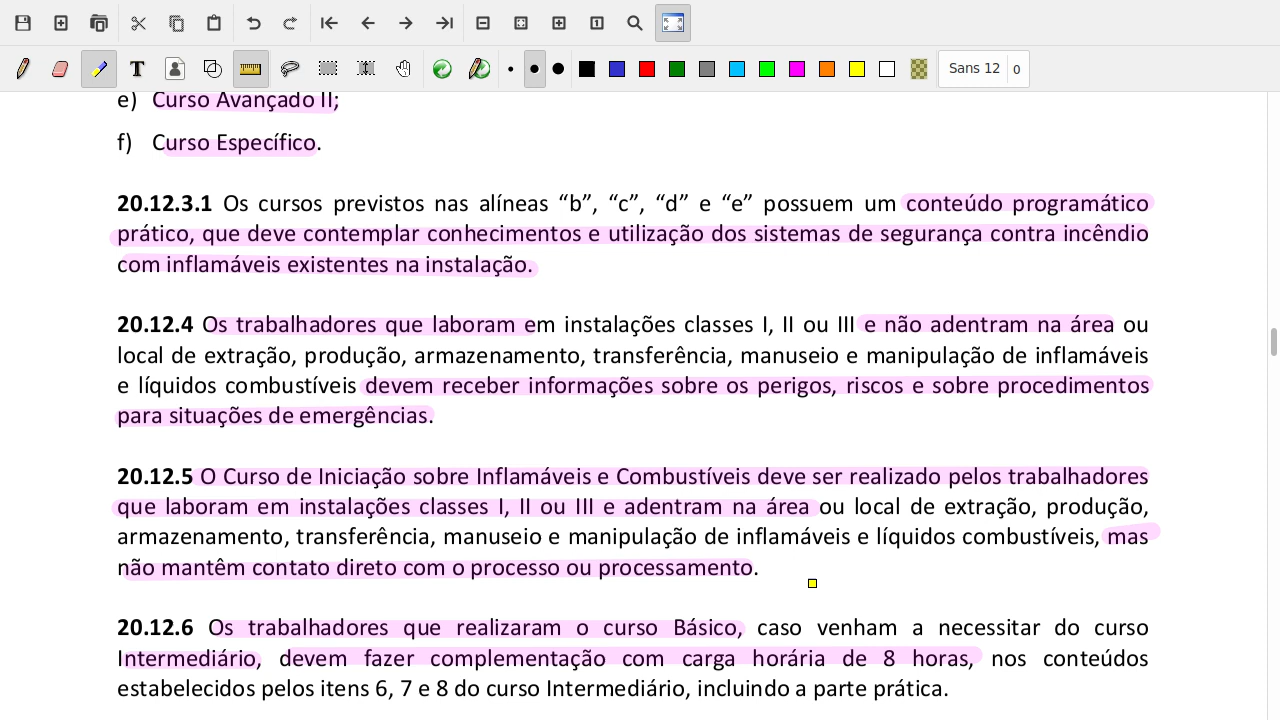 Sans 12 0
e) Curso Avançado II;
f) Curso Específico.
20.12.3.1 Os cursos previstos nas alíneas “b”, “c”, “d” e “e” possuem um conteúdo programático
prático, que deve contemplar conhecimentos e utilização dos sistemas de segurança contra incêndio
com inflamáveis existentes na instalação.
20.12.4 Os trabalhadores que laboram em instalações classes I, II ou III e não adentram na área ou
local de extração, produção, armazenamento, transferência, manuseio e manipulação de inflamáveis
e líquidos combustíveis devem receber informações sobre os perigos, riscos e sobre procedimentos
para situações de emergências.
20.12.5 O Curso de Iniciação sobre Inflamáveis e Combustíveis deve ser realizado pelos trabalhadores
que laboram em instalações classes I, II ou III e adentram na área ou local de extração, produção,
armazenamento, transferência, manuseio e manipulação de inflamáveis e líquidos combustíveis, mas
não mantêm contato direto com o processo ou processamento.
20.12.6 Os trabalhadores que realizaram o curso Básico, caso venham a necessitar do curso
Intermediário, devem fazer complementação com carga horária de 8 horas, nos conteúdos
estabelecidos pelos itens 6, 7 e 8 do curso Intermediário, incluindo a parte prática.